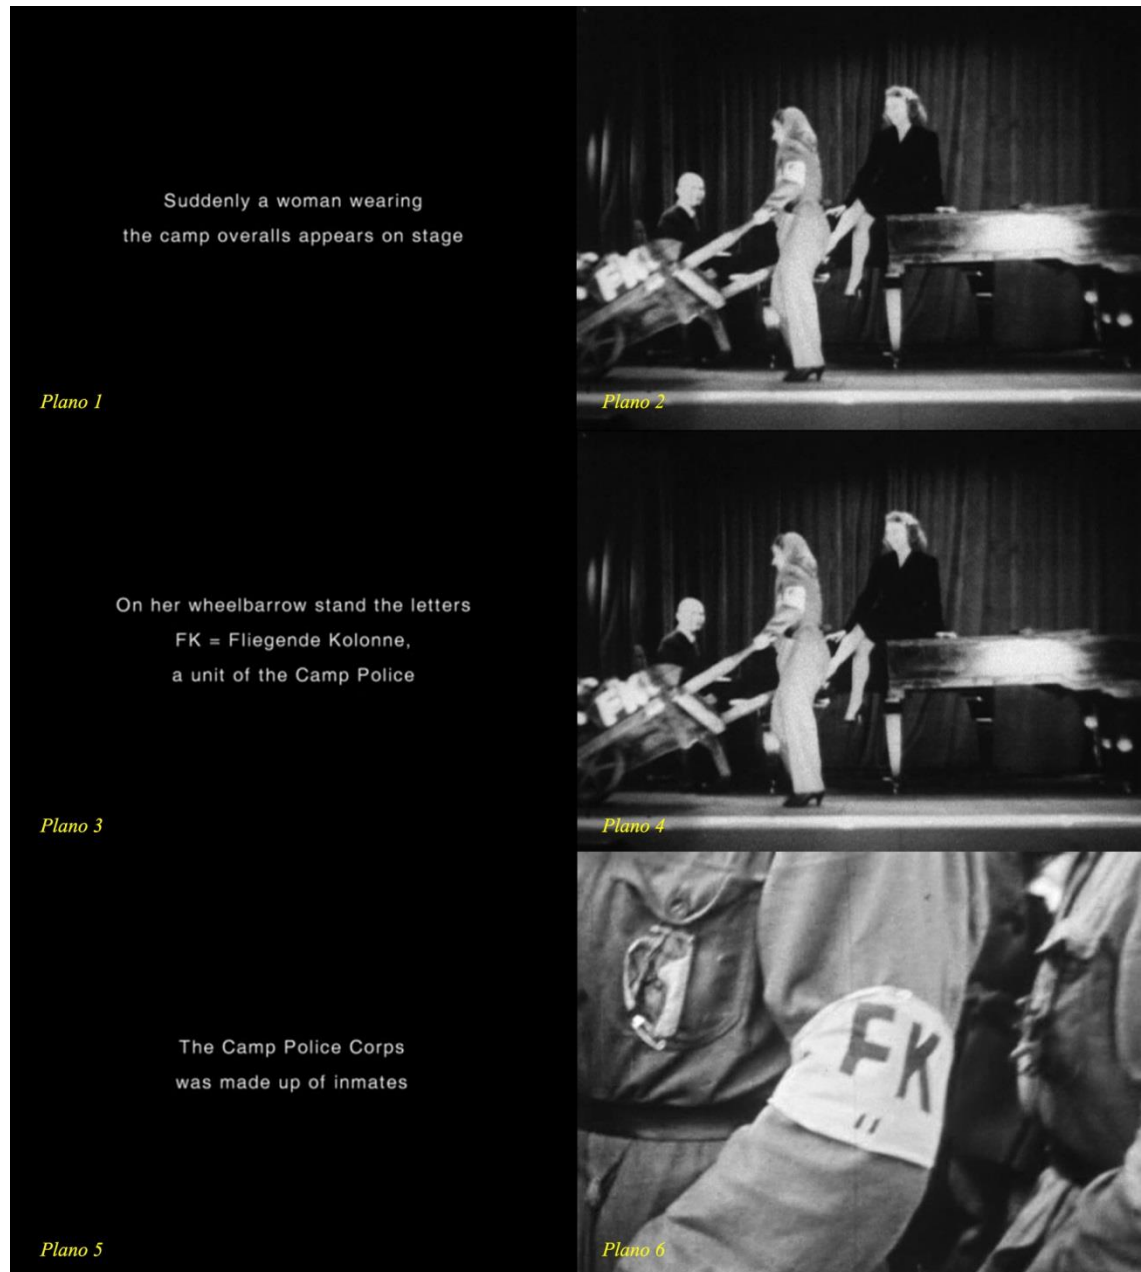 Suddenly a woman wearing
the camp overalls appears on stage
Plano 1
FK
Plano 2
On her wheelbarrow stand the letters
FK = Fliegende Kolonne,
a unit of the Camp Police
Plano 3
FK
Plano 4
The Camp Police Corps
was made up of inmates
Plano 5
FK
"
Plano 6